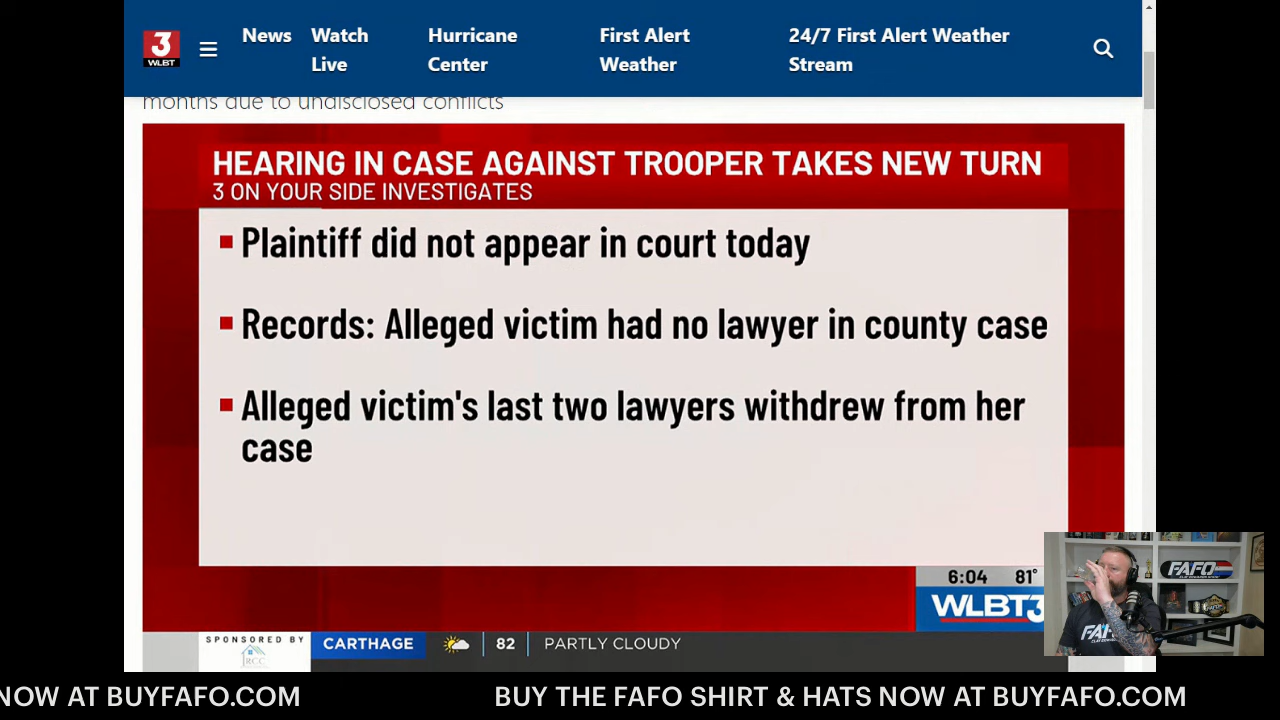 3
WLBT
News
Watch
Live
Hurricane
Center
First Alert
Weather
24/7 First Alert Weather
Stream
months due to undisclosed conflicts
HEARING IN CASE AGAINST TROOPER TAKES NEW TURN
3 ON YOUR SIDE INVESTIGATES
Plaintiff did not appear in court today
Records: Alleged victim had no lawyer in county case
Alleged victim's last two lawyers withdrew from her
case
6:04 81°
WLBT3
SPONSORED BY
JRCC
CARTHAGE 82 PARTLY CLOUDY
FAFO
NOW AT BUYFAFO.COM BUY THE FAFO SHIRT & HATS NOW AT BUYFAFO.COM